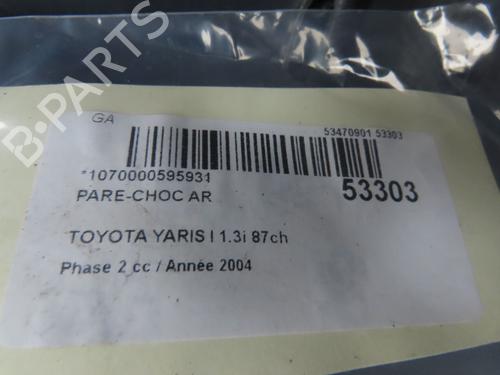 B-PARTS
GA
53470901 53303
*1070000595931
PARE-CHOC AR
53303
TOYOTA YARIS I 1.3i 87ch
Phase 2 cc / Année 2004